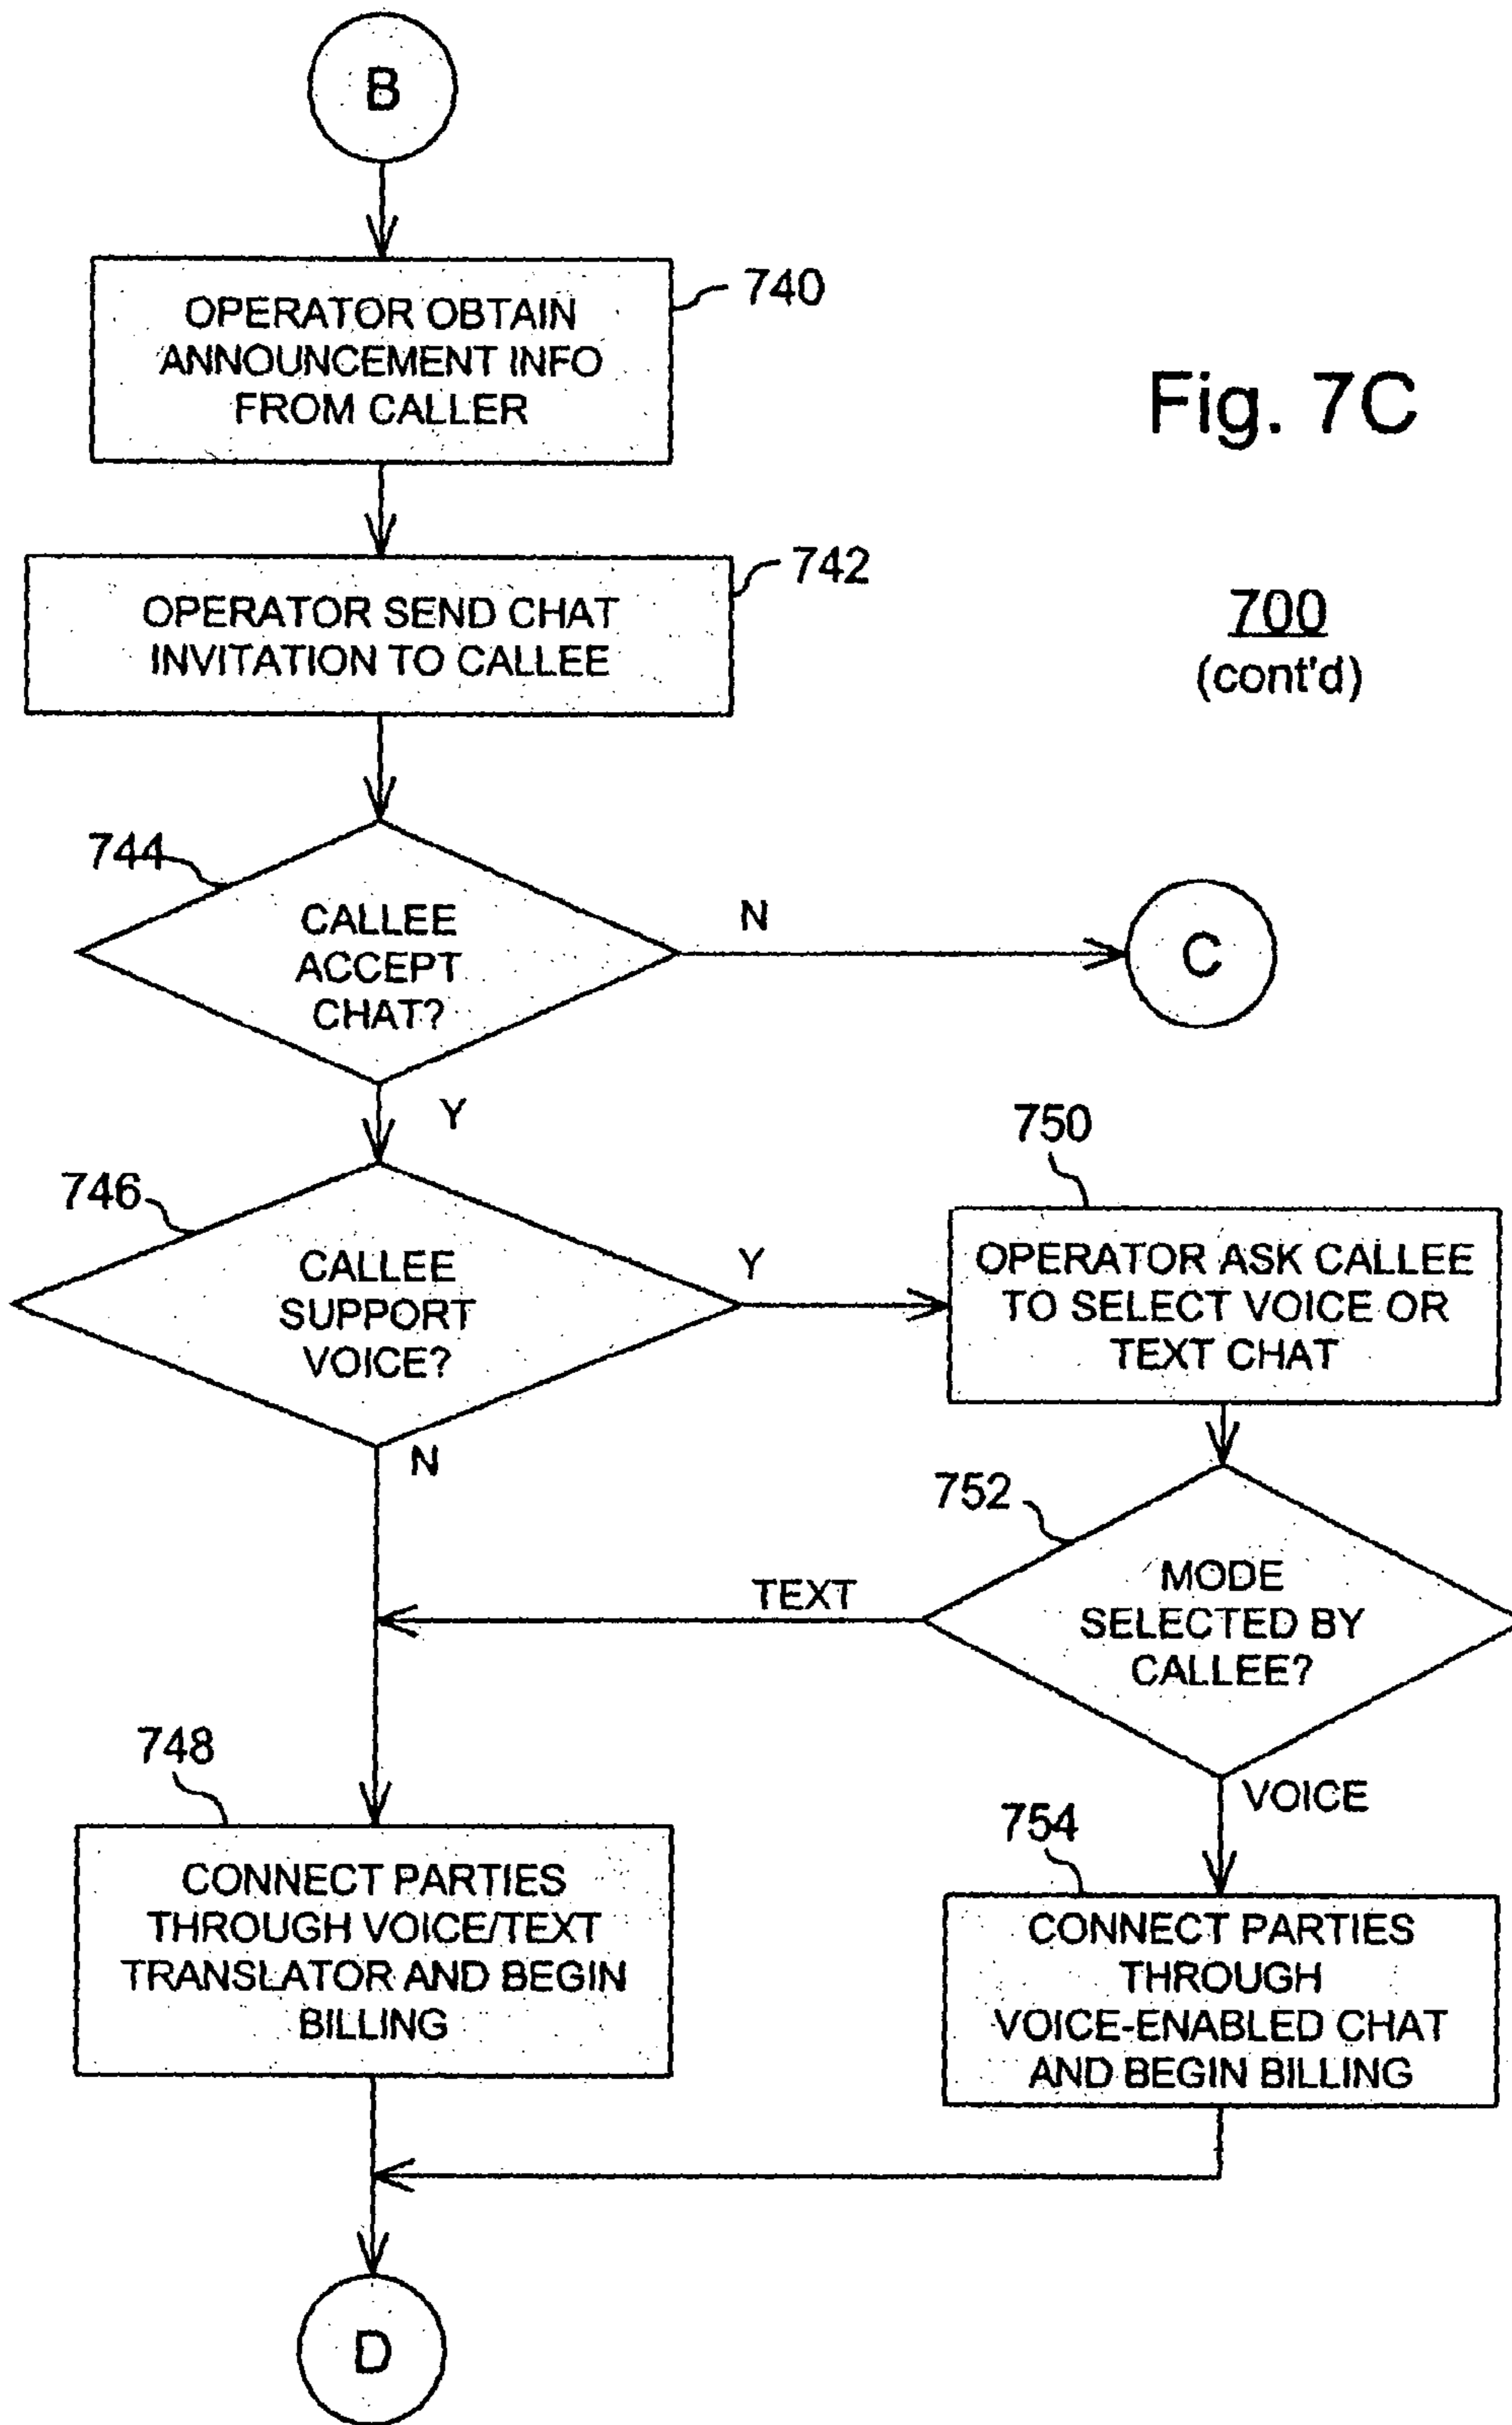 B
OPERATOR OBTAIN
ANNOUNCEMENT INFO
FROM CALLER
740
Fig. 7C
OPERATOR SEND CHAT
INVITATION TO CALLEE
742
700
(cont'd)
744
CALLEE
ACCEPT
CHAT?
N
C
Y
746
CALLEE
SUPPORT
VOICE?
Y
750
OPERATOR ASK CALLEE
TO SELECT VOICE OR
TEXT CHAT
N
752
MODE
SELECTED BY
CALLEE?
TEXT
VOICE
748
CONNECT PARTIES
THROUGH VOICE/TEXT
TRANSLATOR AND BEGIN
BILLING
754
CONNECT PARTIES
THROUGH
VOICE-ENABLED CHAT
AND BEGIN BILLING
D